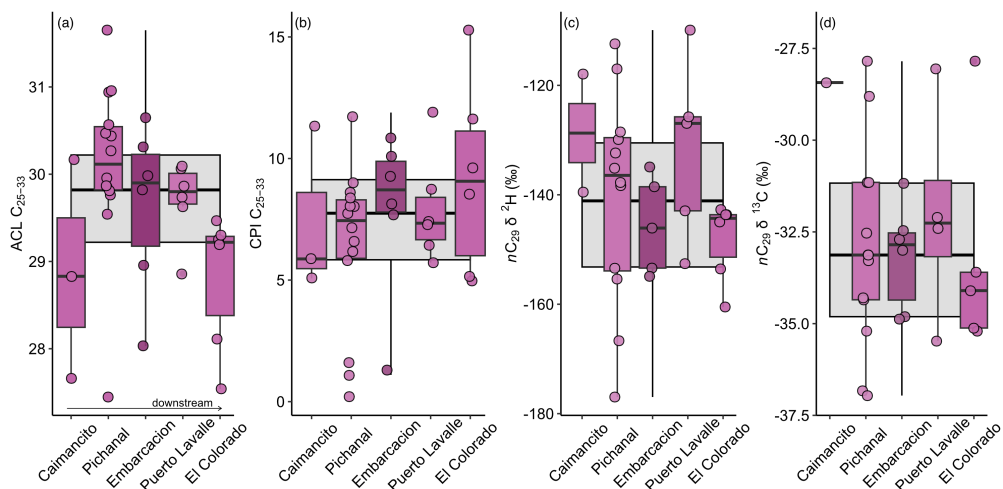 (a)
ACL C25–33
31
30
29
28
downstream
Caimancito
Pichanal
Embarcacion
Puerto Lavalle
El Colorado
(b)
CPI C25–33
15
10
5
0
Caimancito
Pichanal
Embarcacion
Puerto Lavalle
El Colorado
(c)
nC29 δ 2H (‰)
-120
-140
-160
-180
Caimancito
Pichanal
Embarcacion
Puerto Lavalle
El Colorado
(d)
nC29 δ 13C (‰)
-27.5
-30.0
-32.5
-35.0
-37.5
Caimancito
Pichanal
Embarcacion
Puerto Lavalle
El Colorado